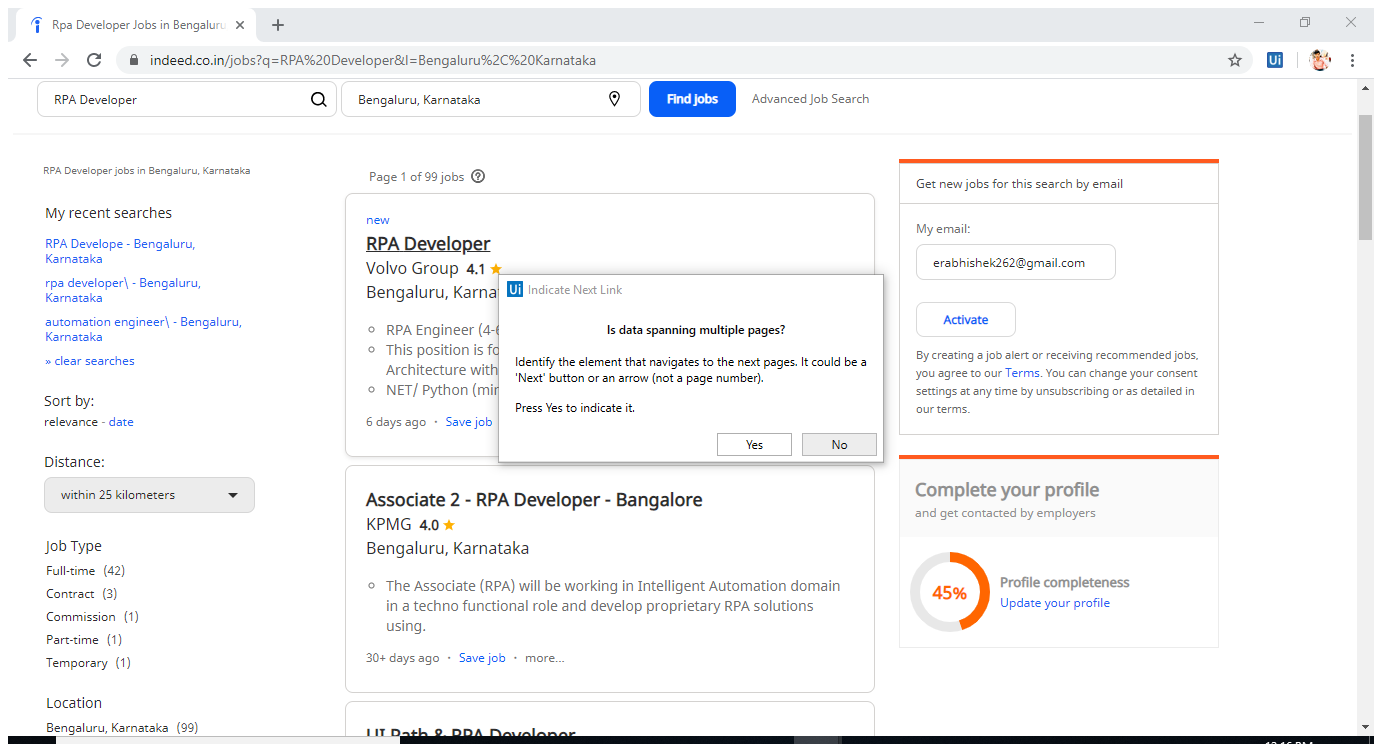 Rpa Developer Jobs in Bengaluru
indeed.co.in/jobs?q=RPA%20Developer&l=Bengaluru%2C%20Karnataka
Ui
RPA Developer
Bengaluru, Karnataka
Find jobs
Advanced Job Search
RPA Developer jobs in Bengaluru, Karnataka
My recent searches
RPA Develope - Bengaluru,
Karnataka
rpa developer\ - Bengaluru,
Karnataka
automation engineer\ - Bengaluru,
Karnataka
» clear searches
Sort by:
relevance - date
Distance:
within 25 kilometers
Job Type
Full-time (42)
Contract (3)
Commission (1)
Part-time (1)
Temporary (1)
Location
Bengaluru, Karnataka (99)
Page 1 of 99 jobs
new
RPA Developer
Volvo Group 4.1
Bengaluru, Karna
RPA Engineer (4-6
This position is fo
Architecture with
NET/ Python (min
6 days ago · Save job
Ui Indicate Next Link
Is data spanning multiple pages?
Identify the element that navigates to the next pages. It could be a
'Next' button or an arrow (not a page number).
Press Yes to indicate it.
Yes
No
Associate 2 - RPA Developer - Bangalore
KPMG 4.0
Bengaluru, Karnataka
The Associate (RPA) will be working in Intelligent Automation domain
in a techno functional role and develop proprietary RPA solutions
using.
30+ days ago · Save job · more...
UI Path & RPA Developer
Get new jobs for this search by email
My email:
erabhishek262@gmail.com
Activate
By creating a job alert or receiving recommended jobs,
you agree to our Terms. You can change your consent
settings at any time by unsubscribing or as detailed in
our terms.
Complete your profile
and get contacted by employers
45%
Profile completeness
Update your profile